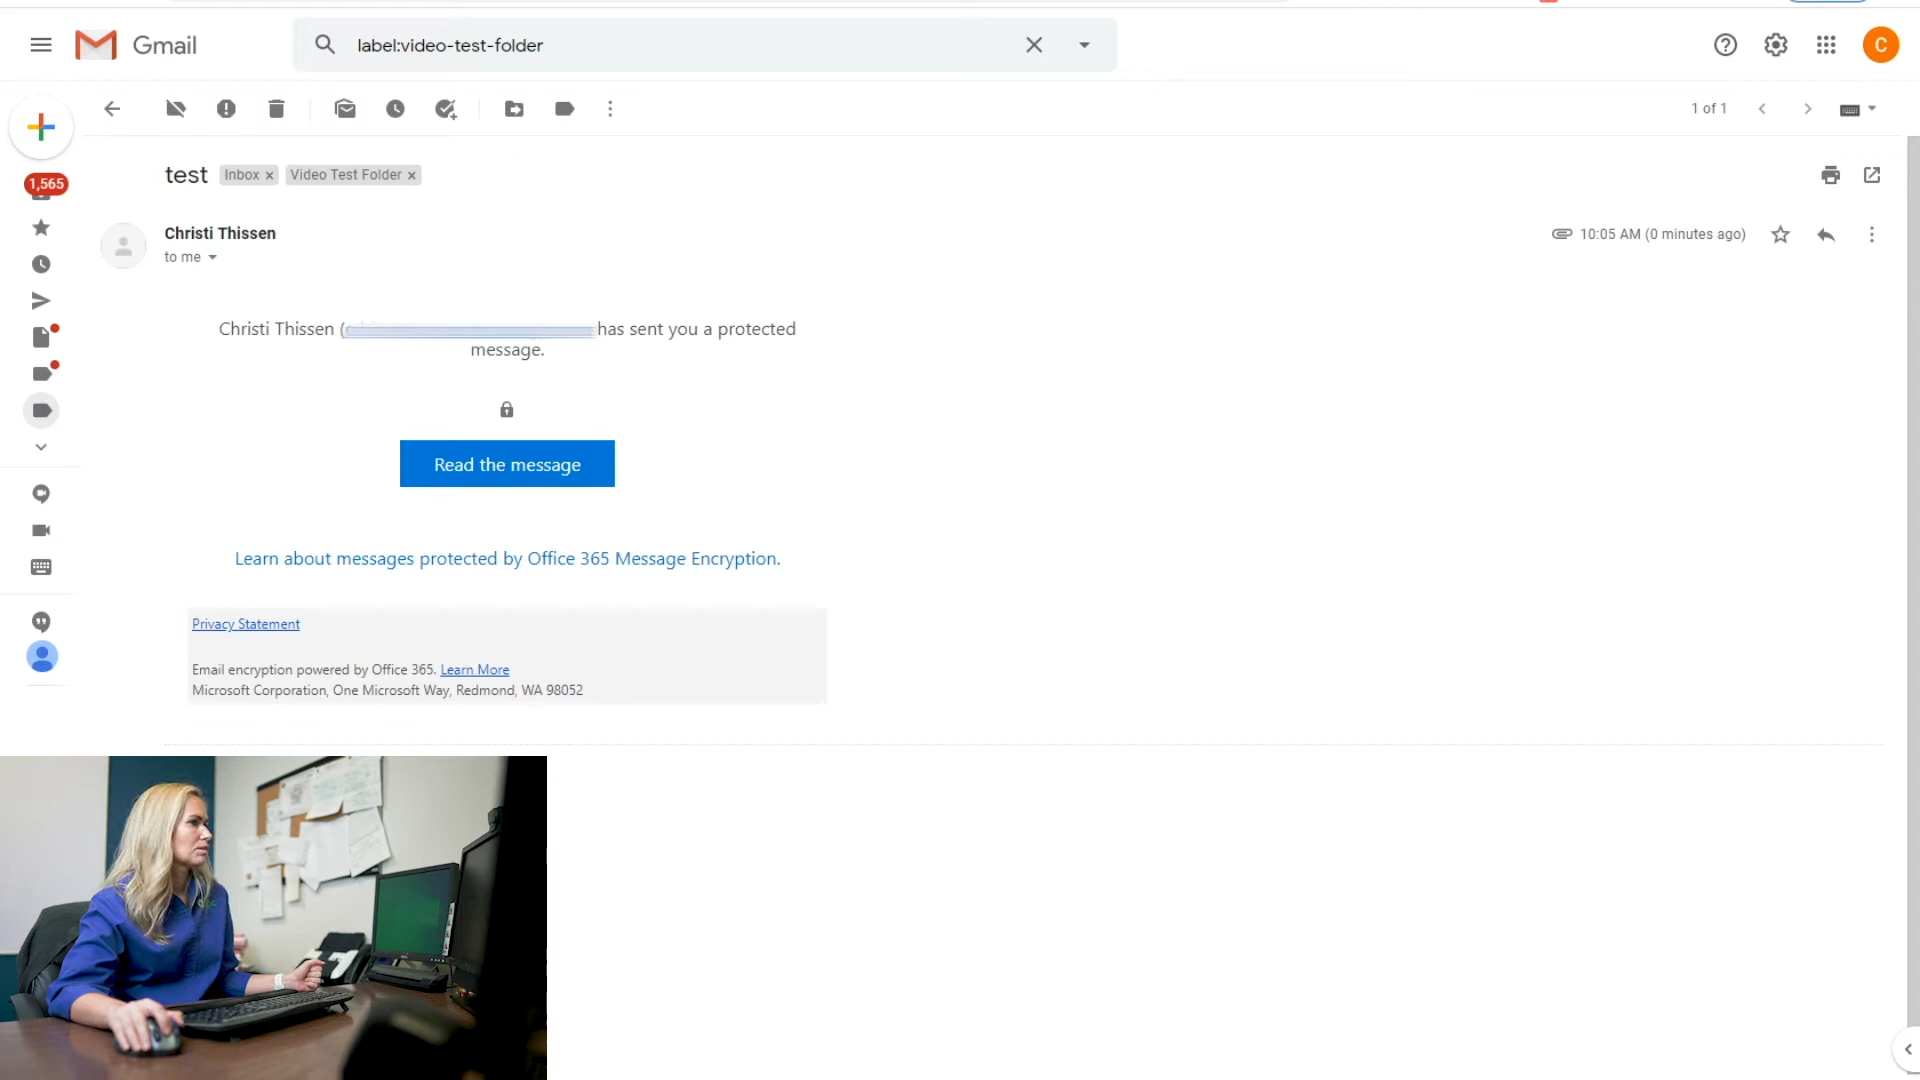 Gmail
label:video-test-folder
C
1 of 1
1,565
test Inbox x Video Test Folder x
Christi Thissen
10:05 AM (0 minutes ago)
to me
Christi Thissen ( has sent you a protected
message.
Read the message
Learn about messages protected by Office 365 Message Encryption.
Privacy Statement
Email encryption powered by Office 365. Learn More
Microsoft Corporation, One Microsoft Way, Redmond, WA 98052